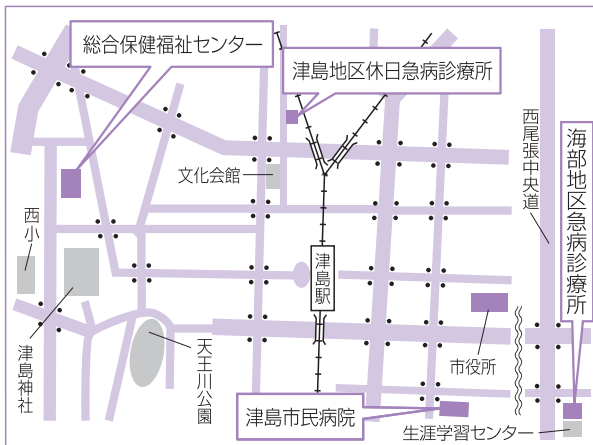 総合保健福祉センター
津島地区休日急病診療所
西尾張中央道
海部地区急病診療所
文化会館
西小
津島駅
市役所
津島神社
天王川公園
津島市民病院
生涯学習センター